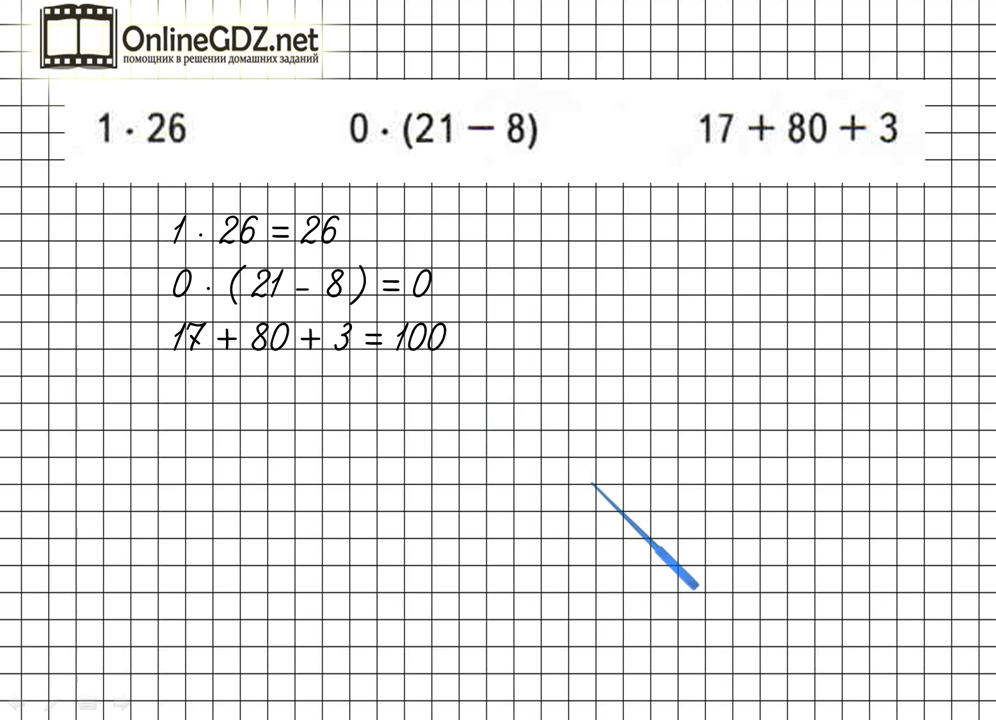 OnlineGDZ.net
помощник в решении домашних заданий
1 · 26 0 · (21 − 8) 17 + 80 + 3
1 · 26 = 26
0 · (21 - 8) = 0
17 + 80 + 3 = 100